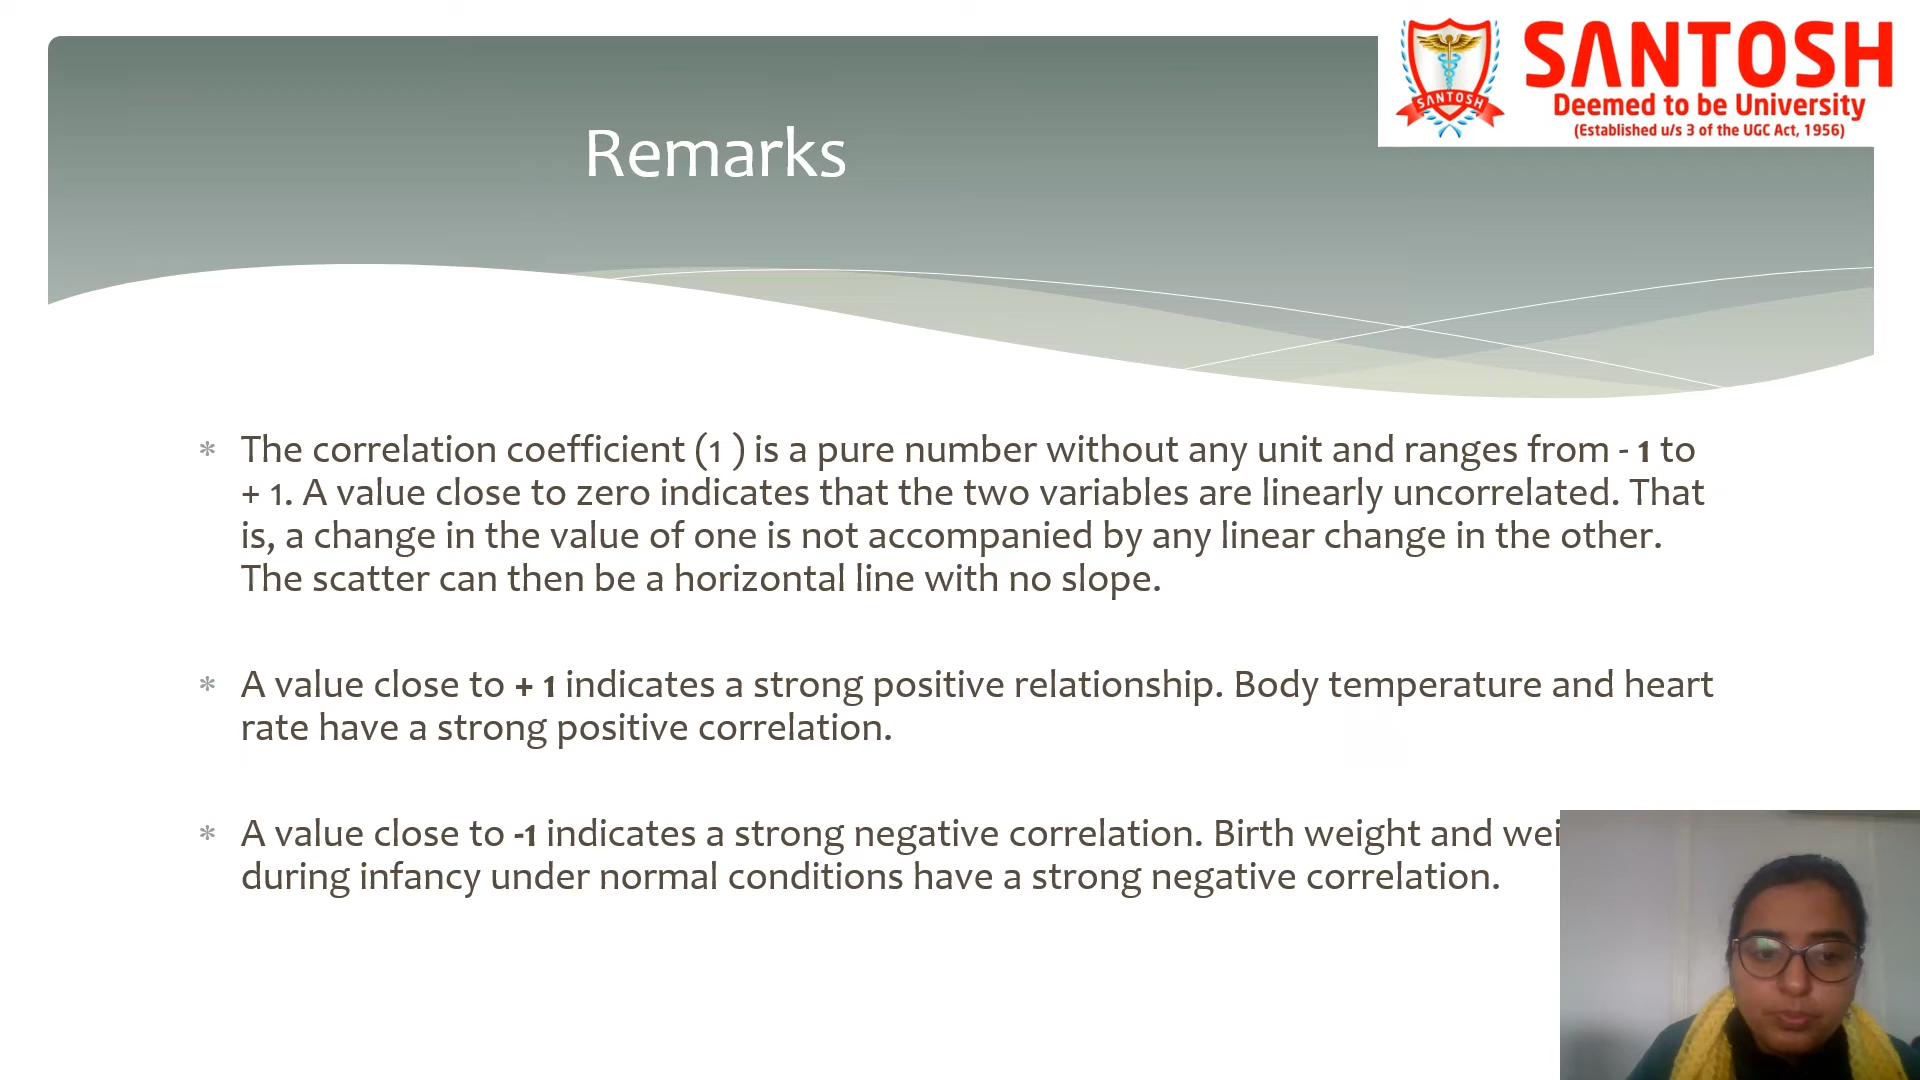 SANTOSH
SANTOSH
Deemed to be University
(Established u/s 3 of the UGC Act, 1956)
Remarks
* The correlation coefficient (1 ) is a pure number without any unit and ranges from - 1 to
+ 1. A value close to zero indicates that the two variables are linearly uncorrelated. That
is, a change in the value of one is not accompanied by any linear change in the other.
The scatter can then be a horizontal line with no slope.
* A value close to + 1 indicates a strong positive relationship. Body temperature and heart
rate have a strong positive correlation.
* A value close to -1 indicates a strong negative correlation. Birth weight and
during infancy under normal conditions have a strong negative correlation.